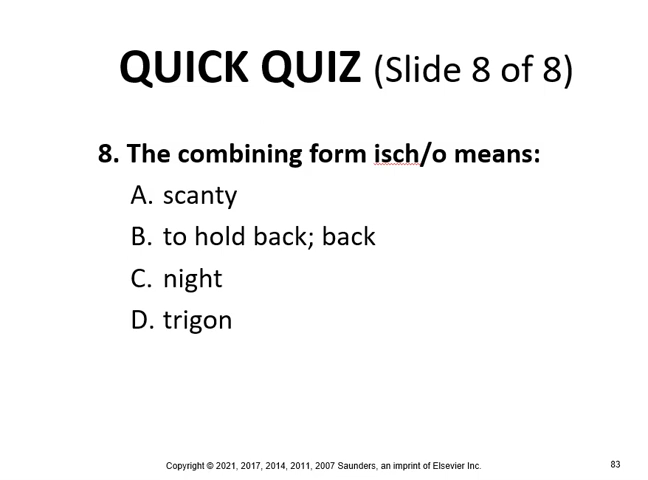 QUICK QUIZ (Slide 8 of 8)
8. The combining form isch/o means:
A. scanty
B. to hold back; back
C. night
D. trigon
Copyright © 2021, 2017, 2014, 2011, 2007 Saunders, an imprint of Elsevier Inc.
83